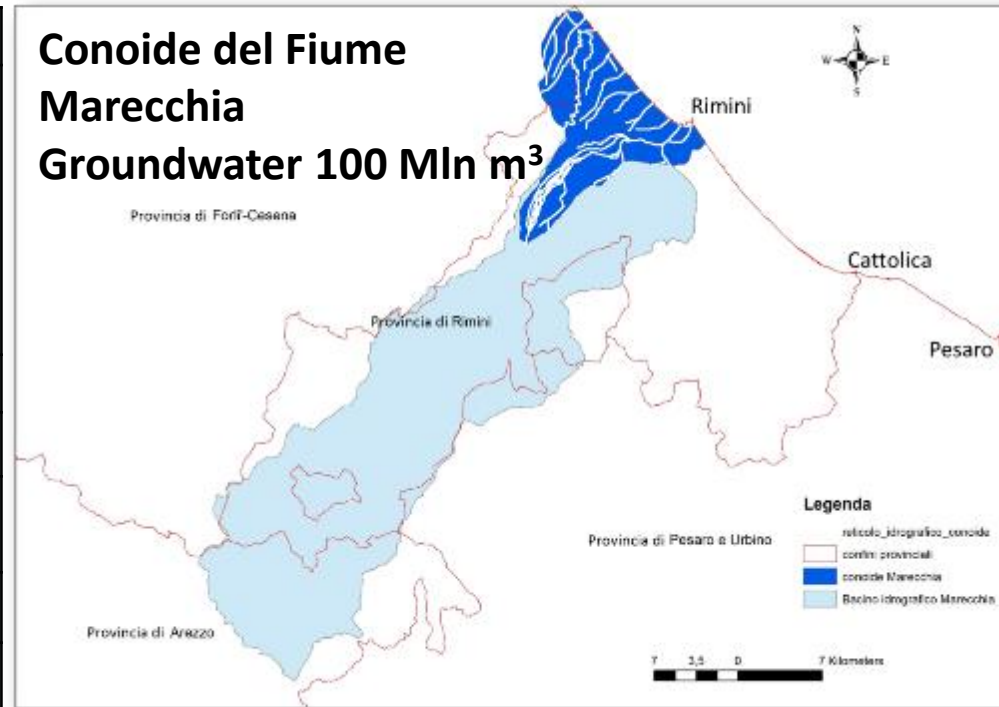 Conoide del Fiume
Marecchia
Groundwater 100 Mln m³
N
W E
S
Rimini
Provincia di Forlì-Cesena
Cattolica
Provincia di Rimini
Pesaro
Legenda
reticolo_idrografico_conoide
confini provinciali
conoide Marecchia
Bacino idrografico Marecchia
Provincia di Pesaro e Urbino
Provincia di Arezzo
7 3,5 0 7 Kilometers